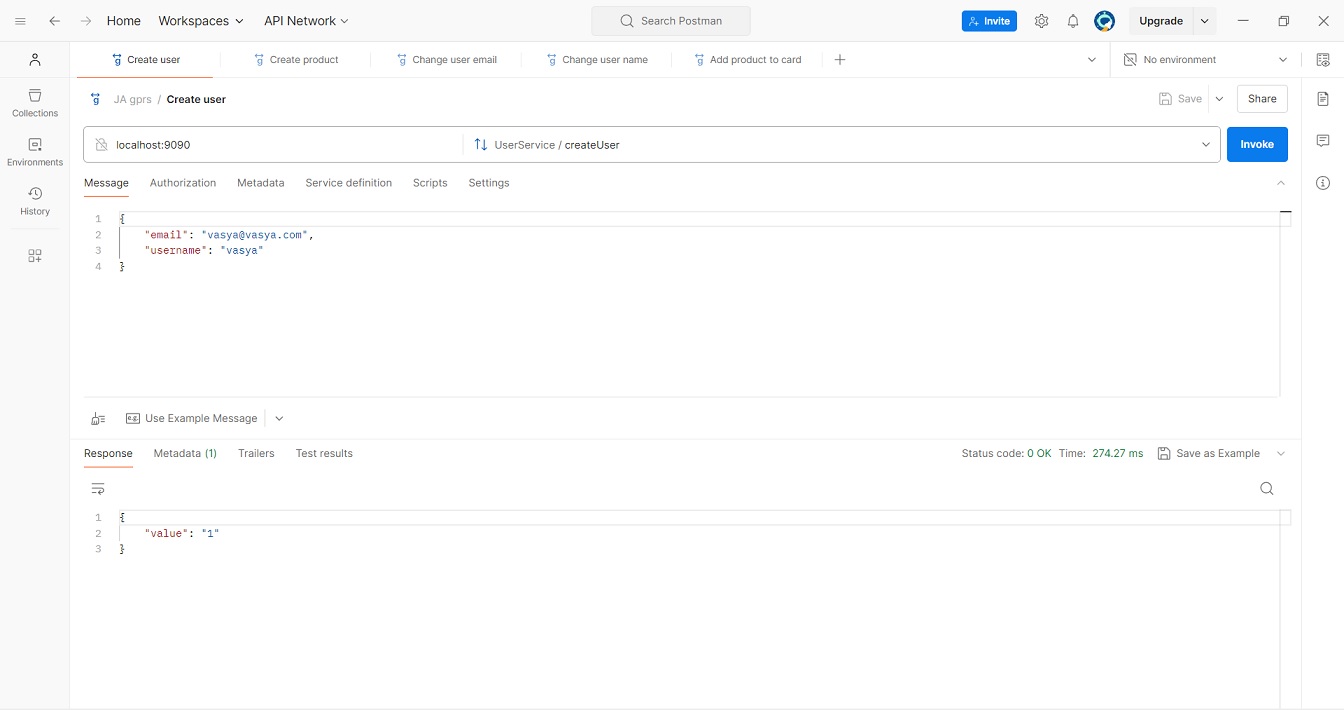 Home Workspaces API Network Search Postman Invite Upgrade
Create user Create product Change user email Change user name Add product to card No environment
JA gprs / Create user Save Share
Collections
localhost:9090 UserService / createUser Invoke
Environments
Message Authorization Metadata Service definition Scripts Settings
History
1 {
2 "email": "vasya@vasya.com",
3 "username": "vasya"
4 }
Use Example Message
Response Metadata (1) Trailers Test results Status code: 0 OK Time: 274.27 ms Save as Example
1 {
2 "value": "1"
3 }